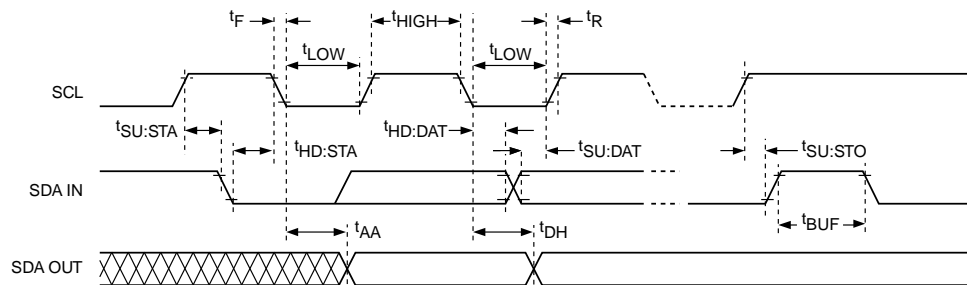 tF tHIGH tR
tLOW tLOW
SCL
tSU:STA tHD:STA tHD:DAT tSU:DAT tSU:STO
SDA IN
tAA tDH tBUF
SDA OUT